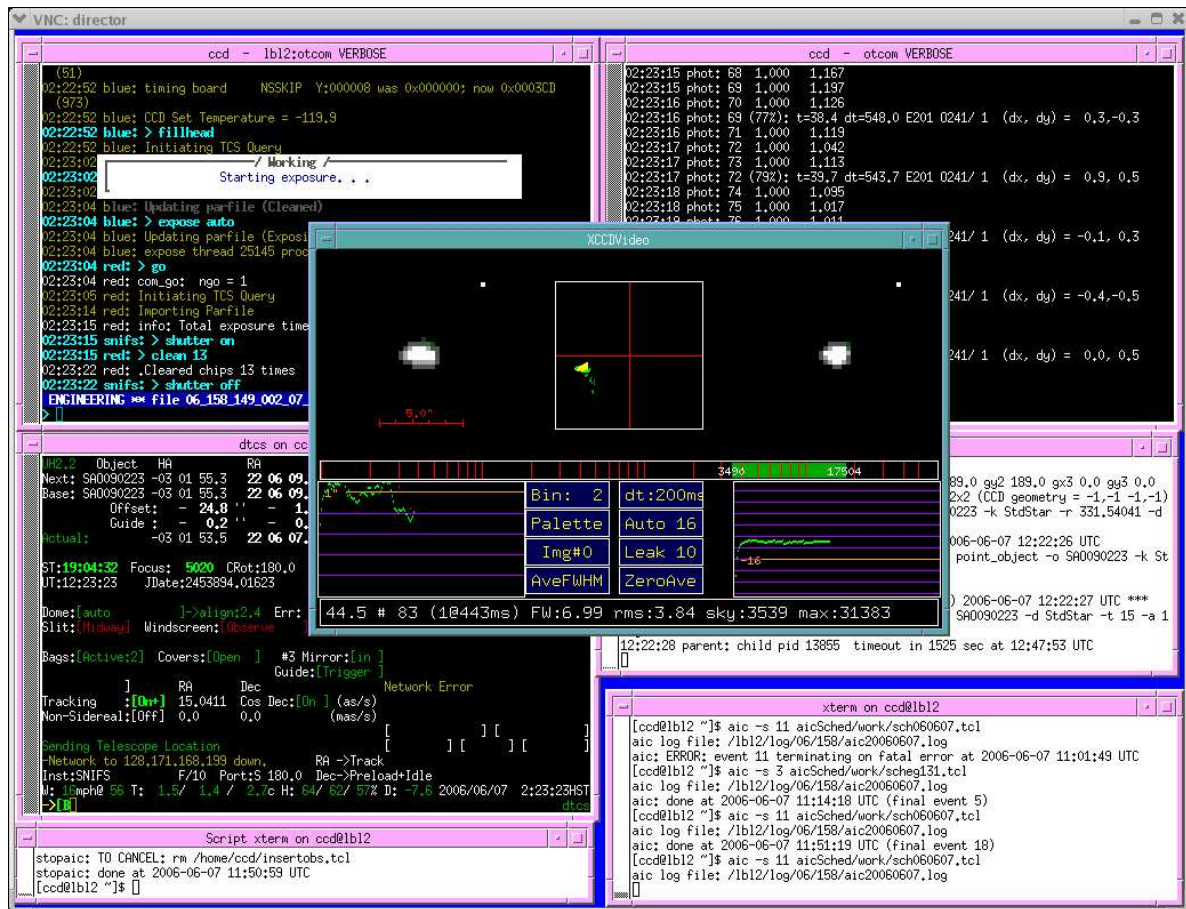 VNC: director
ccd - lbl2:otcom VERBOSE
(51)
02:22:52 blue: timing board NSSKIP Y:000008 was 0x000000; now 0x0003CD
(973)
02:22:52 blue: CCD Set Temperature = -119.9
02:22:52 blue: > fillhead
02:22:52 blue: Initiating TCS Query
02:23:02
02:23:02
02:23:02
Working
Starting exposure. . .
02:23:04 blue: Updating parfile (Cleaned)
02:23:04 blue: > expose auto
02:23:04 blue: Updating parfile (Exposi
02:23:04 blue: expose thread 25145 proc
02:23:04 red: > go
02:23:04 red: com_go: ngo = 1
02:23:05 red: Initiating TCS Query
02:23:14 red: Importing Parfile
02:23:15 red: info: Total exposure time
02:23:15 snifs: > shutter on
02:23:15 red: > clean 13
02:23:22 red: .Cleared chips 13 times
02:23:22 snifs: > shutter off
ENGINEERING ** file 06_158_149_002_07_
>
ccd - otcom VERBOSE
02:23:15 phot: 68 1.000 1.167
02:23:15 phot: 69 1.000 1.197
02:23:16 phot: 70 1.000 1.126
02:23:16 phot: 69 (77%): t=38.4 dt=548.0 E201 0241/ 1 (dx, dy) = 0.3,-0.3
02:23:16 phot: 71 1.000 1.119
02:23:17 phot: 72 1.000 1.042
02:23:17 phot: 73 1.000 1.113
02:23:17 phot: 72 (79%): t=39.7 dt=543.7 E201 0241/ 1 (dx, dy) = 0.9, 0.5
02:23:18 phot: 74 1.000 1.095
02:23:18 phot: 75 1.000 1.017
02:23:19 phot: 76 1.000 1.011
241/ 1 (dx, dy) = -0.1, 0.3
241/ 1 (dx, dy) = -0.4,-0.5
241/ 1 (dx, dy) = 0.0, 0.5
XCCDVideo
5.0"
3496 17504
1"
Bin: 2 dt:200ms
Palette Auto 16
Img#0 Leak 10
AveFWHM ZeroAve
-16
44.5 # 83 (1@443ms) FW:6.99 rms:3.84 sky:3539 max:31383
dtcs on cc
UH2.2 Object HA RA
Next: SAO090223 -03 01 55.3 22 06 09.
Base: SAO090223 -03 01 55.3 22 06 09.
Offset: - 24.8 '' - 1.
Guide : - 0.2 '' - 0.
Actual: -03 01 53.5 22 06 07.
ST:19:04:32 Focus: 5020 CRot:180.0
UT:12:23:23 JDate:2453894.01623
Dome:[auto ]->align:2.4 Err:
Slit:[Midway] Windscreen:[Observe
Bags:[Active:2] Covers:[Open ] #3 Mirror:[in ]
Guide:[Trigger ]
] RA Dec Network Error
Tracking :[On+] 15.0411 Cos Dec:[On ] (as/s)
Non-Sidereal:[Off] 0.0 0.0 (mas/s)
[ ][ ]
Sending Telescope Location [ ][ ][ ]
-Network to 128.171.168.199 down. RA ->Track
Inst:SNIFS F/10 Port:S 180.0 Dec->Preload+Idle
W: 16mph@ 56 T: 1.5/ 1.4 / 2.7c H: 64/ 62/ 57% D: -7.6 2006/06/07 2:23:23HST
->[B dtcs
89.0 gy2 189.0 gx3 0.0 gy3 0.0
2x2 (CCD geometry = -1,-1 -1,-1)
0223 -k StdStar -r 331.54041 -d
006-06-07 12:22:26 UTC
point_object -o SAO090223 -k St
) 2006-06-07 12:22:27 UTC ***
SAO090223 -d StdStar -t 15 -a 1
12:22:28 parent: child pid 13855 timeout in 1525 sec at 12:47:53 UTC
xterm on ccd@lbl2
[ccd@lbl2 ~]$ aic -s 11 aicSched/work/sch060607.tcl
aic log file: /lbl2/log/06/158/aic20060607.log
aic: ERROR: event 11 terminating on fatal error at 2006-06-07 11:01:49 UTC
[ccd@lbl2 ~]$ aic -s 3 aicSched/work/scheg131.tcl
aic log file: /lbl2/log/06/158/aic20060607.log
aic: done at 2006-06-07 11:14:18 UTC (final event 5)
[ccd@lbl2 ~]$ aic -s 11 aicSched/work/sch060607.tcl
aic log file: /lbl2/log/06/158/aic20060607.log
aic: done at 2006-06-07 11:51:19 UTC (final event 18)
[ccd@lbl2 ~]$ aic -s 11 aicSched/work/sch060607.tcl
aic log file: /lbl2/log/06/158/aic20060607.log
Script xterm on ccd@lbl2
stopaic: TO CANCEL: rm /home/ccd/insertobs.tcl
stopaic: done at 2006-06-07 11:50:59 UTC
[ccd@lbl2 ~]$